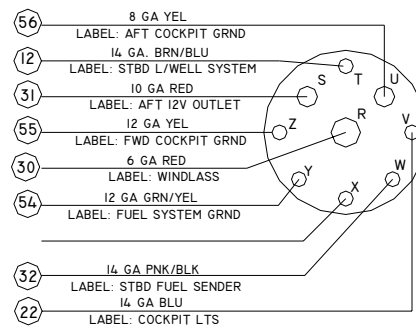 56 8 GA YEL
LABEL: AFT COCKPIT GRND
12 14 GA. BRN/BLU
LABEL: STBD L/WELL SYSTEM
31 10 GA RED
LABEL: AFT 12V OUTLET
55 12 GA YEL
LABEL: FWD COCKPIT GRND
30 6 GA RED
LABEL: WINDLASS
54 12 GA GRN/YEL
LABEL: FUEL SYSTEM GRND
32 14 GA PNK/BLK
LABEL: STBD FUEL SENDER
22 14 GA BLU
LABEL: COCKPIT LTS
T
S U
R
Z V
Y W
X